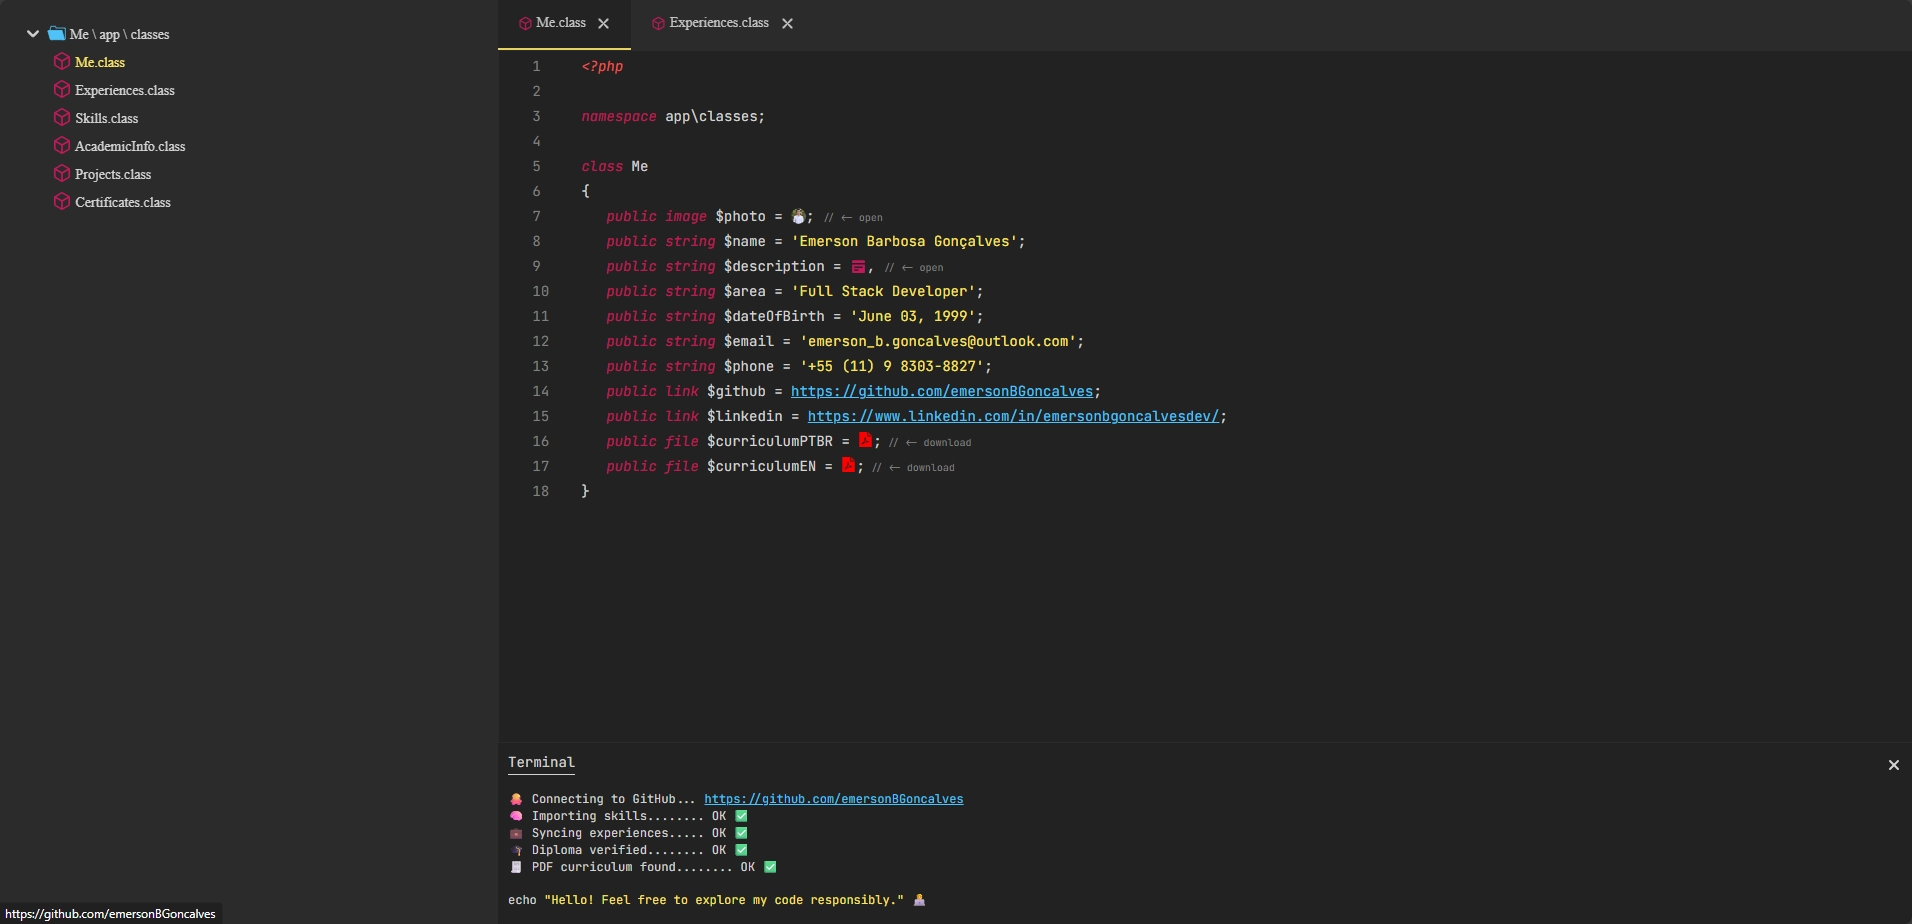 Me \ app \ classes
Me.class
Experiences.class
Skills.class
AcademicInfo.class
Projects.class
Certificates.class
Me.class
Experiences.class
1 <?php
2
3 namespace app\classes;
4
5 class Me
6 {
7 public image $photo = ; // ← open
8 public string $name = 'Emerson Barbosa Gonçalves';
9 public string $description = , // ← open
10 public string $area = 'Full Stack Developer';
11 public string $dateOfBirth = 'June 03, 1999';
12 public string $email = 'emerson_b.goncalves@outlook.com';
13 public string $phone = '+55 (11) 9 8303-8827';
14 public link $github = https://github.com/emersonBGoncalves;
15 public link $linkedin = https://www.linkedin.com/in/emersonbgoncalvesdev/;
16 public file $curriculumPTBR = ; // ← download
17 public file $curriculumEN = ; // ← download
18 }
Terminal
Connecting to GitHub... https://github.com/emersonBGoncalves
Importing skills........ OK ✅
Syncing experiences..... OK ✅
Diploma verified........ OK ✅
PDF curriculum found........ OK ✅
echo "Hello! Feel free to explore my code responsibly."
https://github.com/emersonBGoncalves